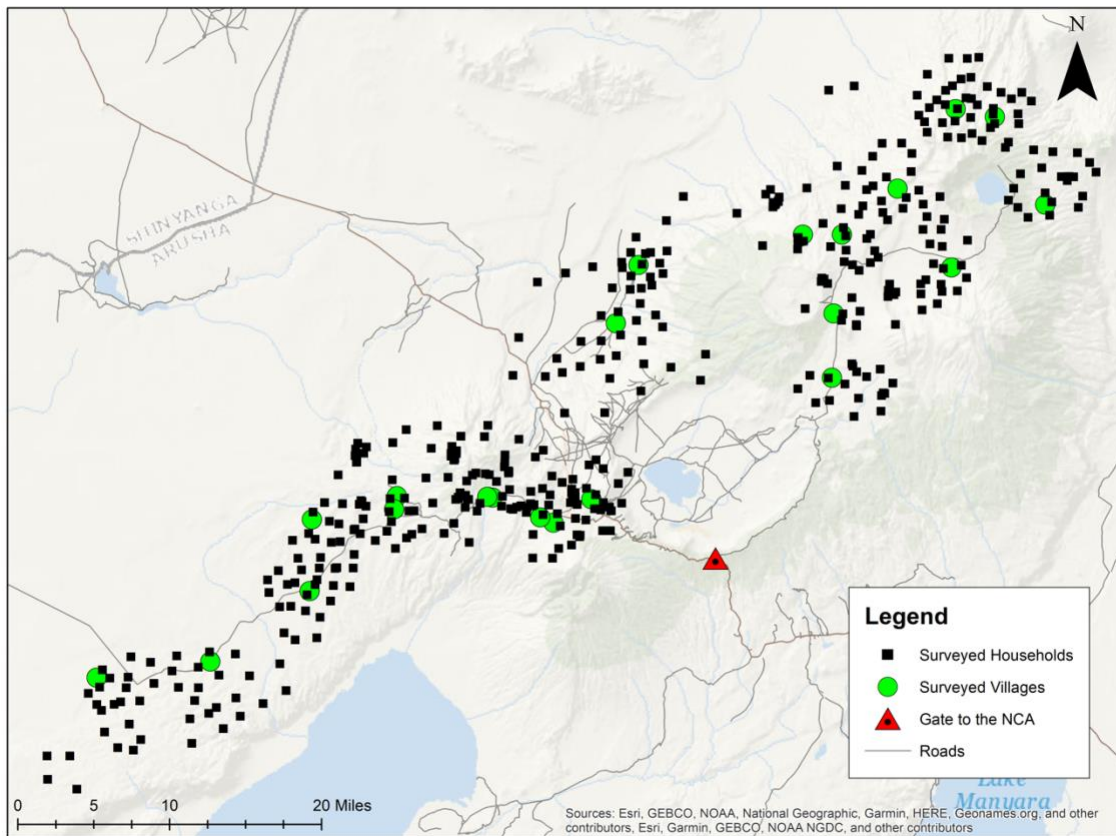 N
SHINYANGA
ARUSHA
Legend
Surveyed Households
Surveyed Villages
Gate to the NCA
Roads
0 5 10 20 Miles
Lake
Manyara
Sources: Esri, GEBCO, NOAA, National Geographic, Garmin, HERE, Geonames.org, and other
contributors, Esri, Garmin, GEBCO, NOAA NGDC, and other contributors